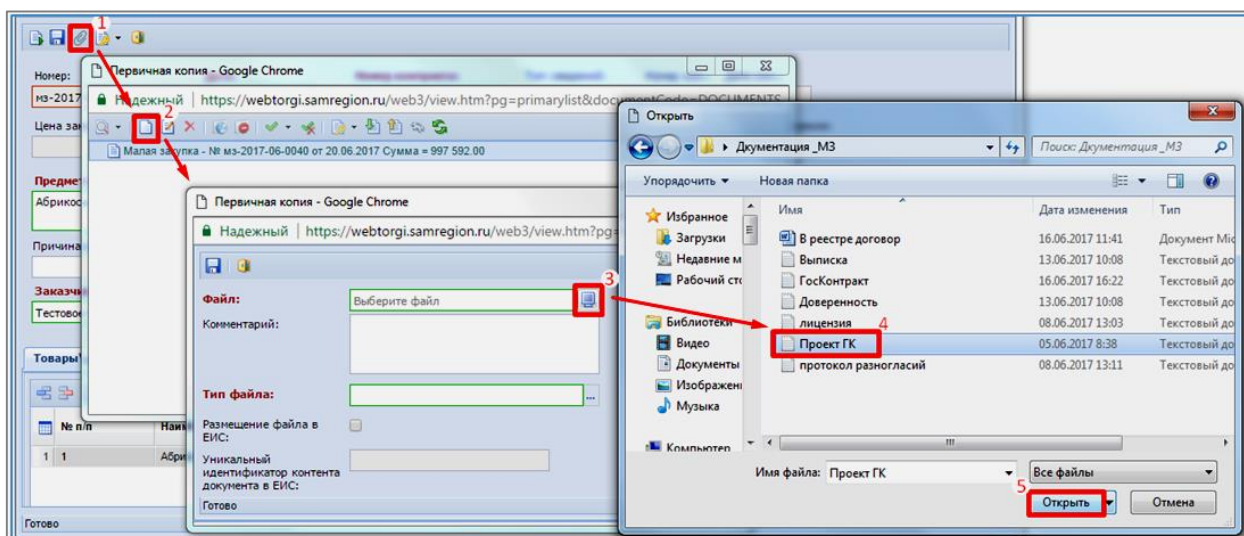 1
Номер:
мз-2017
Цена зак
Предме
Абрикос
Причина
Заказчи
Тестовое
Товары
№ п/п
Наим
1
1
Абри
Готово
Первичная копия - Google Chrome
Надежный
https://webtorgi.samregion.ru/web3/view.htm?pg=primarylist&documentCode=DOCUMENTS
2
Малая закупка - № мз-2017-06-0040 от 20.06.2017 Сумма = 997 592.00
Первичная копия - Google Chrome
Надежный
https://webtorgi.samregion.ru/web3/view.htm?pg=
3
Файл:
Выберите файл
Комментарий:
Тип файла:
...
Размещение файла в
ЕИС:
Уникальный
идентификатор контента
документа в ЕИС:
Готово
Открыть
Дкументация _МЗ
Поиск: Дкументация _МЗ
Упорядочить
Новая папка
Избранное
Загрузки
Недавние м
Рабочий сто
Библиотеки
Видео
Документы
Изображени
Музыка
Компьютер
Имя
Дата изменения
Тип
В реестре договор
16.06.2017 11:41
Документ Mic
Выписка
13.06.2017 10:08
Текстовый до
ГосКонтракт
16.06.2017 16:22
Текстовый до
Доверенность
13.06.2017 10:08
Текстовый до
лицензия
4
08.06.2017 13:03
Текстовый до
Проект ГК
05.06.2017 8:38
Текстовый до
протокол разногласий
08.06.2017 13:11
Текстовый до
Имя файла:
Проект ГК
Все файлы
5
Открыть
Отмена